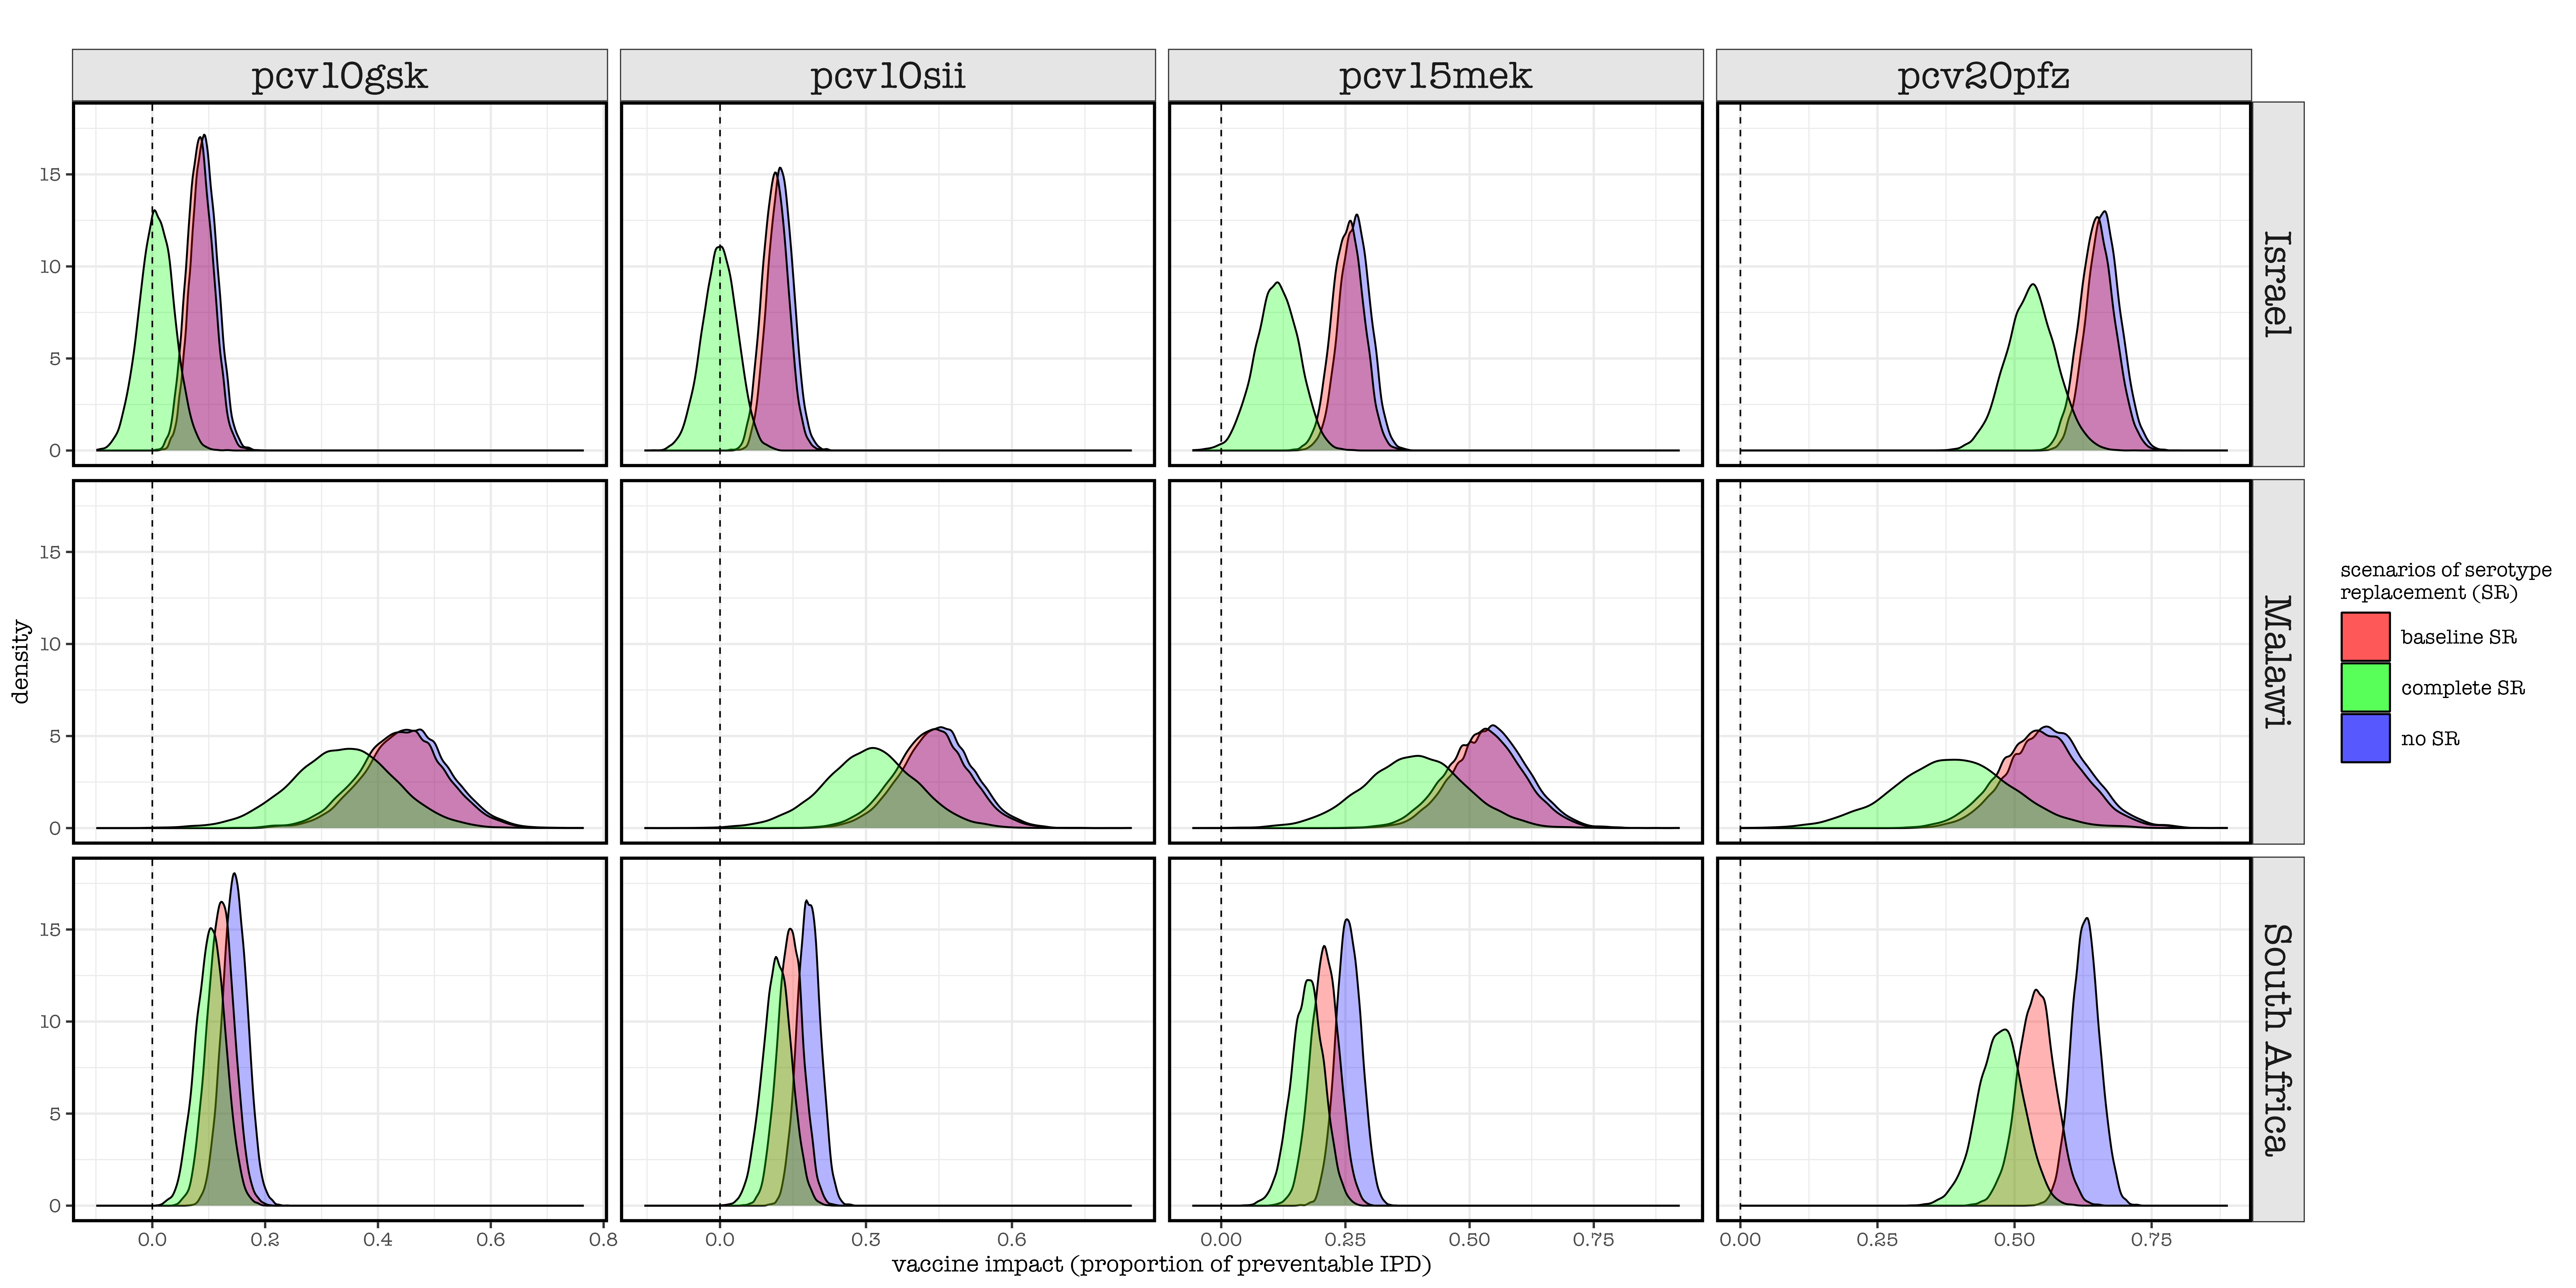 pcv10gsk pcv10sii pcv15mek pcv20pfz
15
10
5
0
Israel
15
10
5
0
Malawi
15
10
5
0
South Africa
density
0.0 0.2 0.4 0.6 0.8
0.0 0.3 0.6
0.00 0.25 0.50 0.75
0.00 0.25 0.50 0.75
vaccine impact (proportion of preventable IPD)
scenarios of serotype
replacement (SR)
baseline SR
complete SR
no SR